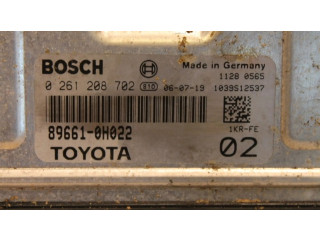 BOSCH Made in Germany
1120 0565
0 261 208 702 910 06-07-19 1039S12537
89661-0H022 1KR-FE
TOYOTA 02